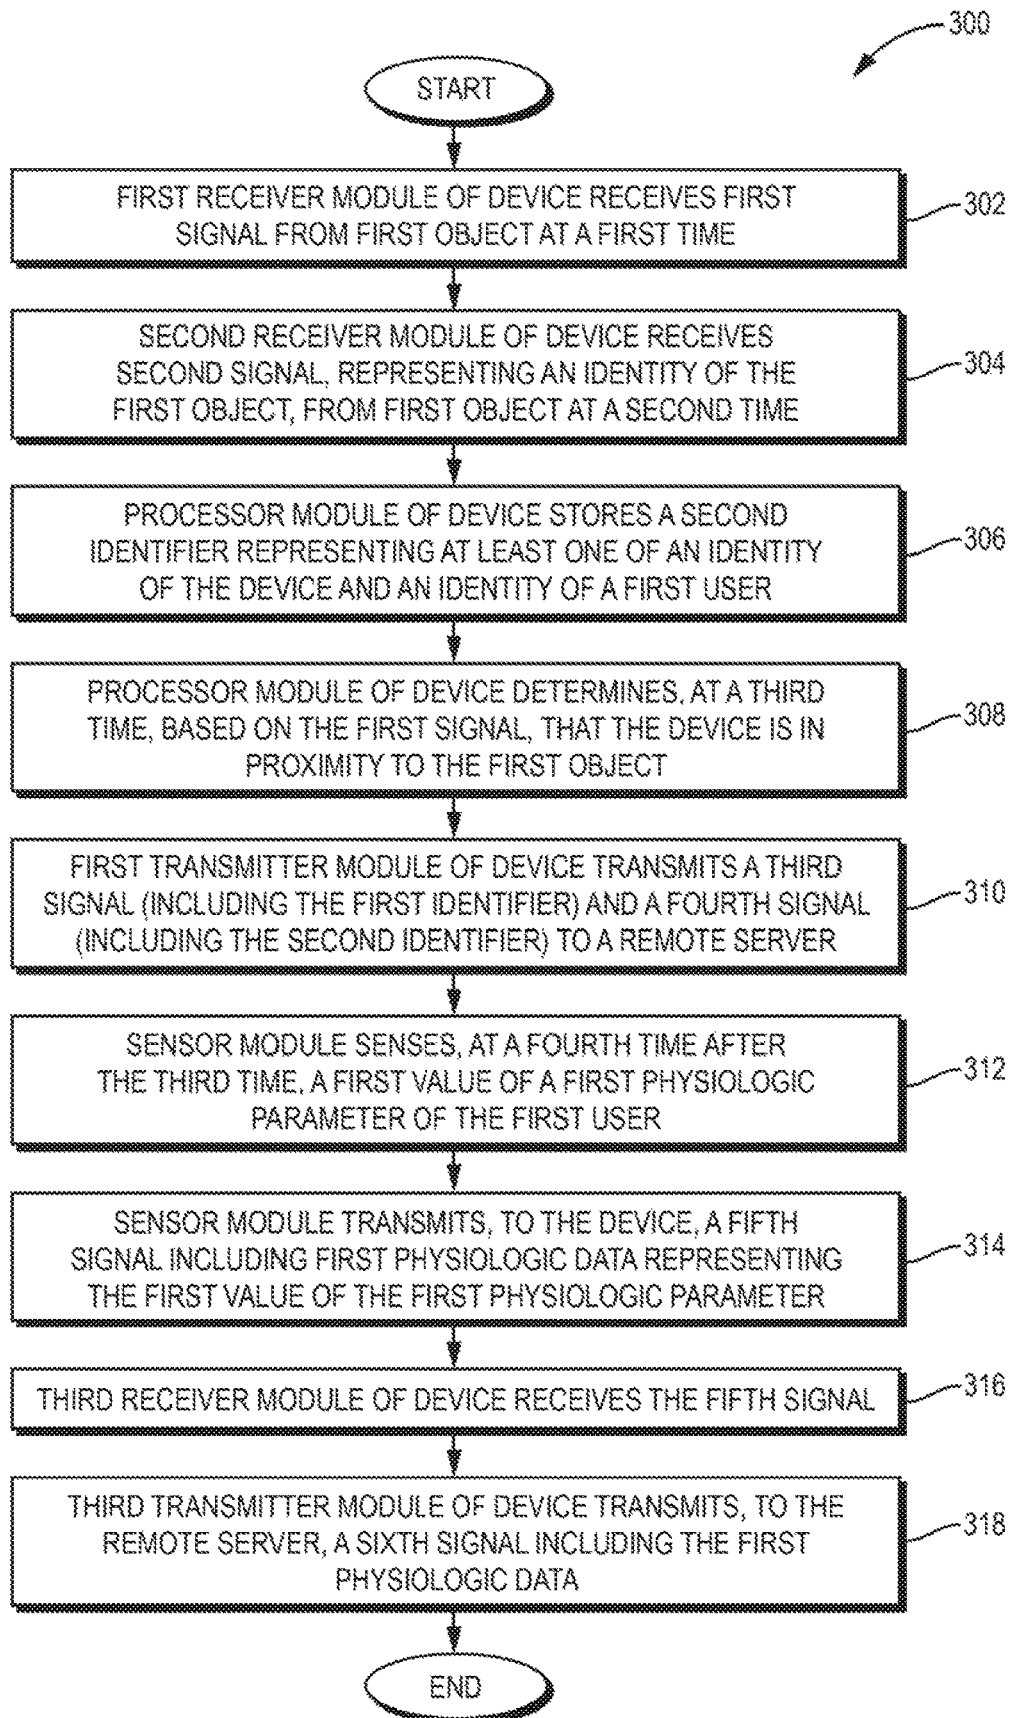 300
START
FIRST RECEIVER MODULE OF DEVICE RECEIVES FIRST
SIGNAL FROM FIRST OBJECT AT A FIRST TIME
302
SECOND RECEIVER MODULE OF DEVICE RECEIVES
SECOND SIGNAL, REPRESENTING AN IDENTITY OF THE
FIRST OBJECT, FROM FIRST OBJECT AT A SECOND TIME
304
PROCESSOR MODULE OF DEVICE STORES A SECOND
IDENTIFIER REPRESENTING AT LEAST ONE OF AN IDENTITY
OF THE DEVICE AND AN IDENTITY OF A FIRST USER
306
PROCESSOR MODULE OF DEVICE DETERMINES, AT A THIRD
TIME, BASED ON THE FIRST SIGNAL, THAT THE DEVICE IS IN
PROXIMITY TO THE FIRST OBJECT
308
FIRST TRANSMITTER MODULE OF DEVICE TRANSMITS A THIRD
SIGNAL (INCLUDING THE FIRST IDENTIFIER) AND A FOURTH SIGNAL
(INCLUDING THE SECOND IDENTIFIER) TO A REMOTE SERVER
310
SENSOR MODULE SENSES, AT A FOURTH TIME AFTER
THE THIRD TIME, A FIRST VALUE OF A FIRST PHYSIOLOGIC
PARAMETER OF THE FIRST USER
312
SENSOR MODULE TRANSMITS, TO THE DEVICE, A FIFTH
SIGNAL INCLUDING FIRST PHYSIOLOGIC DATA REPRESENTING
THE FIRST VALUE OF THE FIRST PHYSIOLOGIC PARAMETER
314
THIRD RECEIVER MODULE OF DEVICE RECEIVES THE FIFTH SIGNAL
316
THIRD TRANSMITTER MODULE OF DEVICE TRANSMITS, TO THE
REMOTE SERVER, A SIXTH SIGNAL INCLUDING THE FIRST
PHYSIOLOGIC DATA
318
END